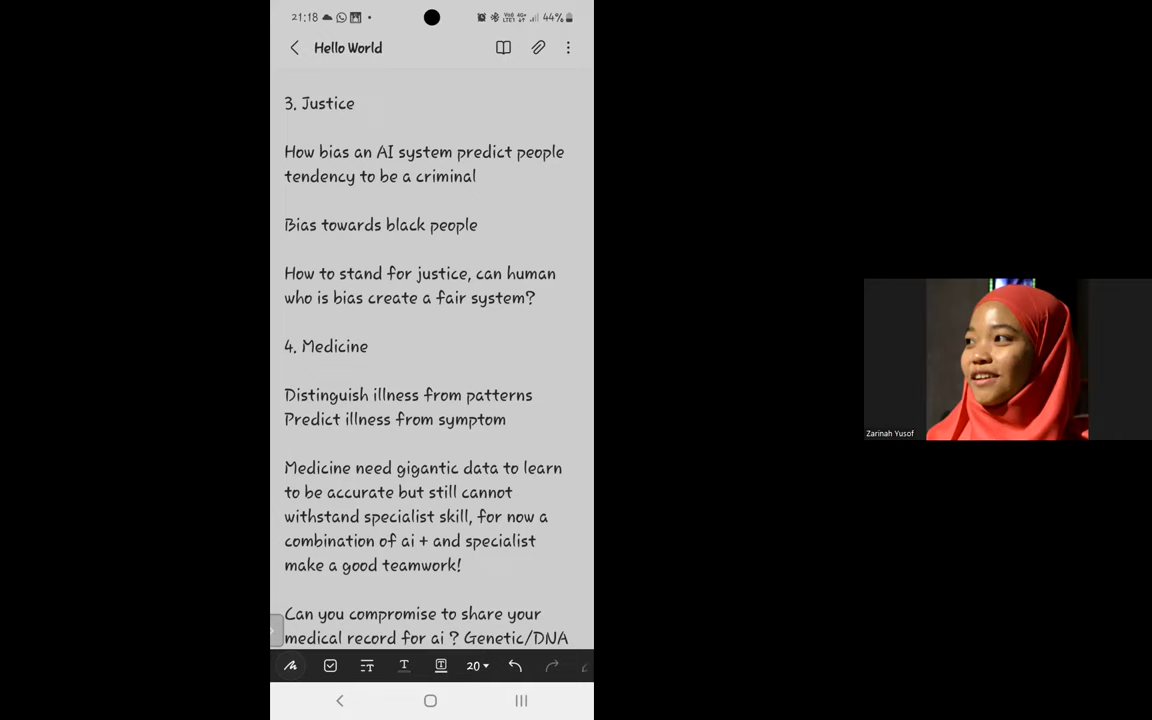 21:18
44%
Hello World
3. Justice
How bias an AI system predict people
tendency to be a criminal
Bias towards black people
How to stand for justice, can human
who is bias create a fair system?
4. Medicine
Distinguish illness from patterns
Predict illness from symptom
Medicine need gigantic data to learn
to be accurate but still cannot
withstand specialist skill, for now a
combination of ai + and specialist
make a good teamwork!
Can you compromise to share your
medical record for ai ? Genetic/DNA
20
Zarinah Yusof